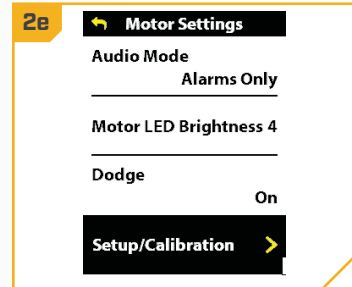 2e
Motor Settings
Audio Mode
Alarms Only
Motor LED Brightness 4
Dodge
On
Setup/Calibration